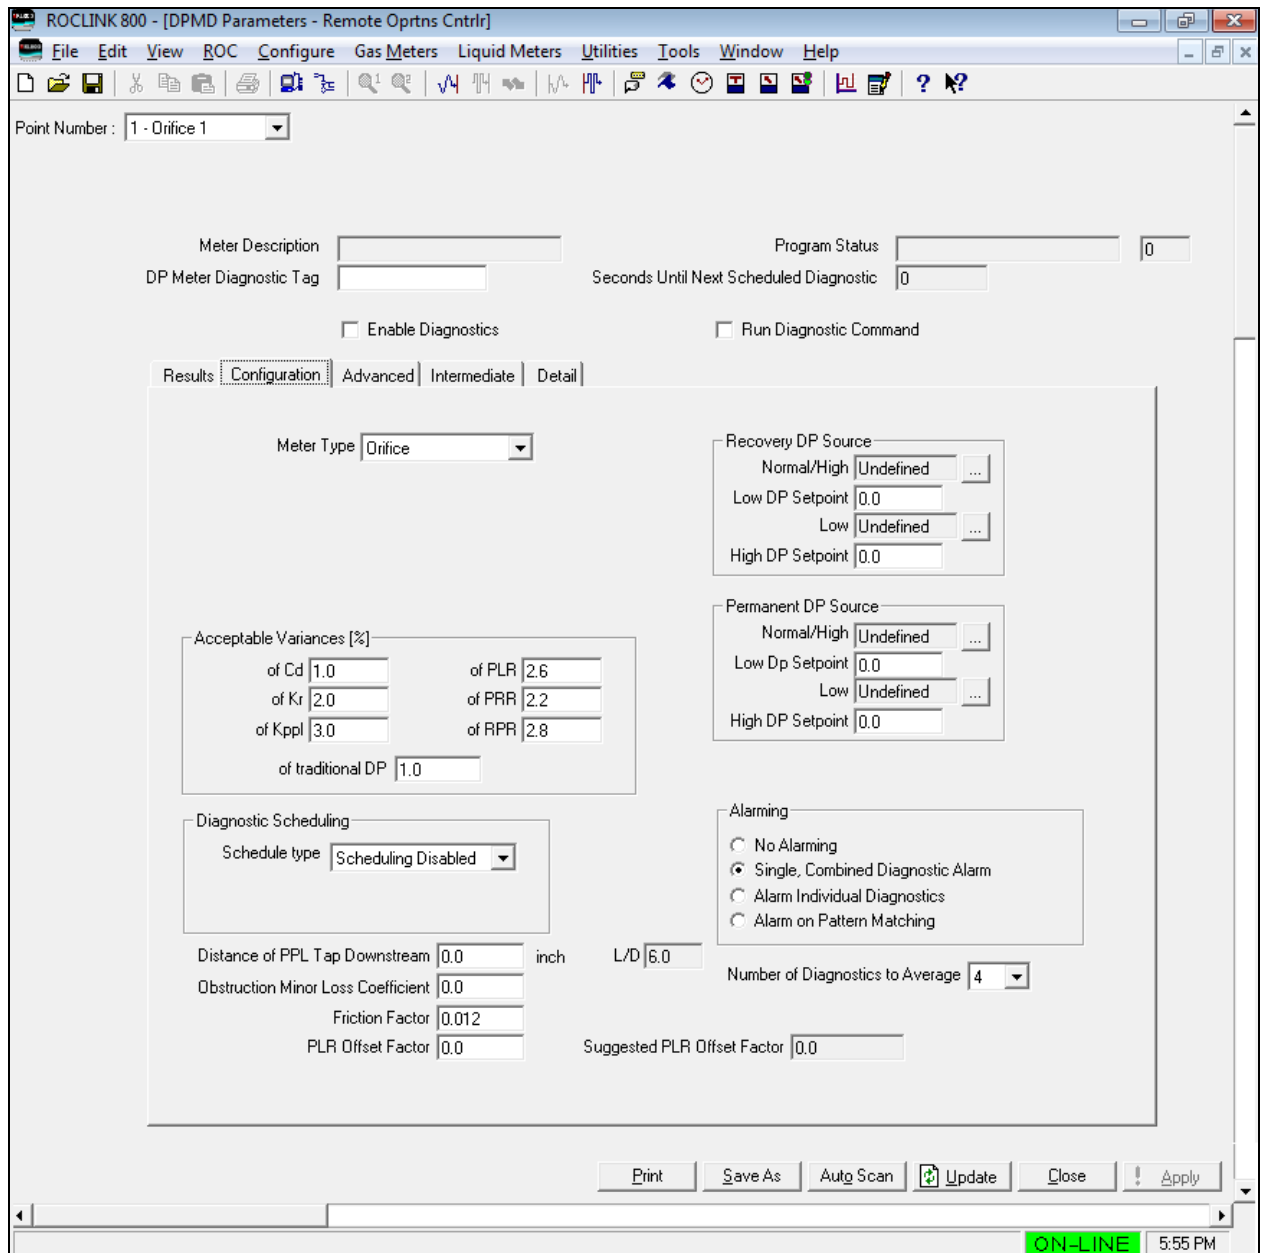 ROCLINK 800 - [DPMD Parameters - Remote Oprtns Cntrlr]
File Edit View ROC Configure Gas Meters Liquid Meters Utilities Tools Window Help
Point Number : 1 - Orifice 1
Meter Description Program Status 0
DP Meter Diagnostic Tag Seconds Until Next Scheduled Diagnostic 0
Enable Diagnostics Run Diagnostic Command
Results Configuration Advanced Intermediate Detail
Meter Type Orifice
Recovery DP Source
Normal/High Undefined ...
Low DP Setpoint 0.0
Low Undefined ...
High DP Setpoint 0.0
Permanent DP Source
Normal/High Undefined ...
Low Dp Setpoint 0.0
Low Undefined ...
High DP Setpoint 0.0
Acceptable Variances [%]
of Cd 1.0 of PLR 2.6
of Kr 2.0 of PRR 2.2
of Kppl 3.0 of RPR 2.8
of traditional DP 1.0
Diagnostic Scheduling
Schedule type Scheduling Disabled
Alarming
No Alarming
Single, Combined Diagnostic Alarm
Alarm Individual Diagnostics
Alarm on Pattern Matching
Distance of PPL Tap Downstream 0.0 inch L/D 6.0
Number of Diagnostics to Average 4
Obstruction Minor Loss Coefficient 0.0
Friction Factor 0.012
PLR Offset Factor 0.0 Suggested PLR Offset Factor 0.0
Print Save As Auto Scan Update Close ! Apply
ON-LINE 5:55 PM